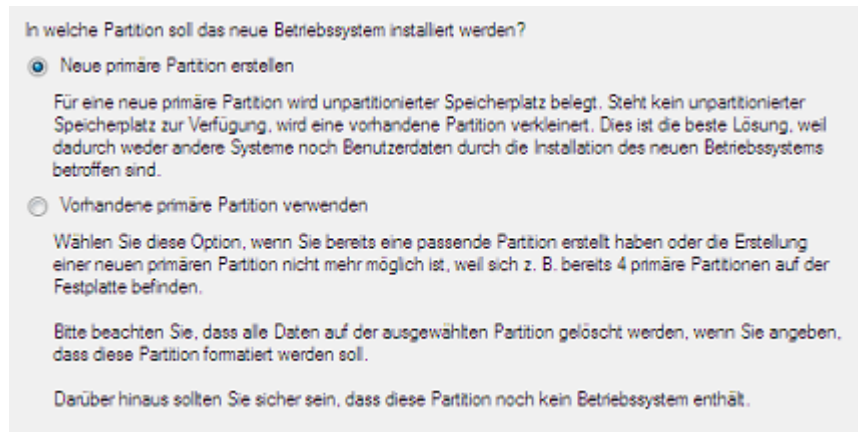 In welche Partition soll das neue Betriebssystem installiert werden?
Neue primäre Partition erstellen
Für eine neue primäre Partition wird unpartitionierter Speicherplatz belegt. Steht kein unpartitionierter
Speicherplatz zur Verfügung, wird eine vorhandene Partition verkleinert. Dies ist die beste Lösung, weil
dadurch weder andere Systeme noch Benutzerdaten durch die Installation des neuen Betriebssystems
betroffen sind.
Vorhandene primäre Partition verwenden
Wählen Sie diese Option, wenn Sie bereits eine passende Partition erstellt haben oder die Erstellung
einer neuen primären Partition nicht mehr möglich ist, weil sich z. B. bereits 4 primäre Partitionen auf der
Festplatte befinden.
Bitte beachten Sie, dass alle Daten auf der ausgewählten Partition gelöscht werden, wenn Sie angeben,
dass diese Partition formatiert werden soll.
Darüber hinaus sollten Sie sicher sein, dass diese Partition noch kein Betriebssystem enthält.